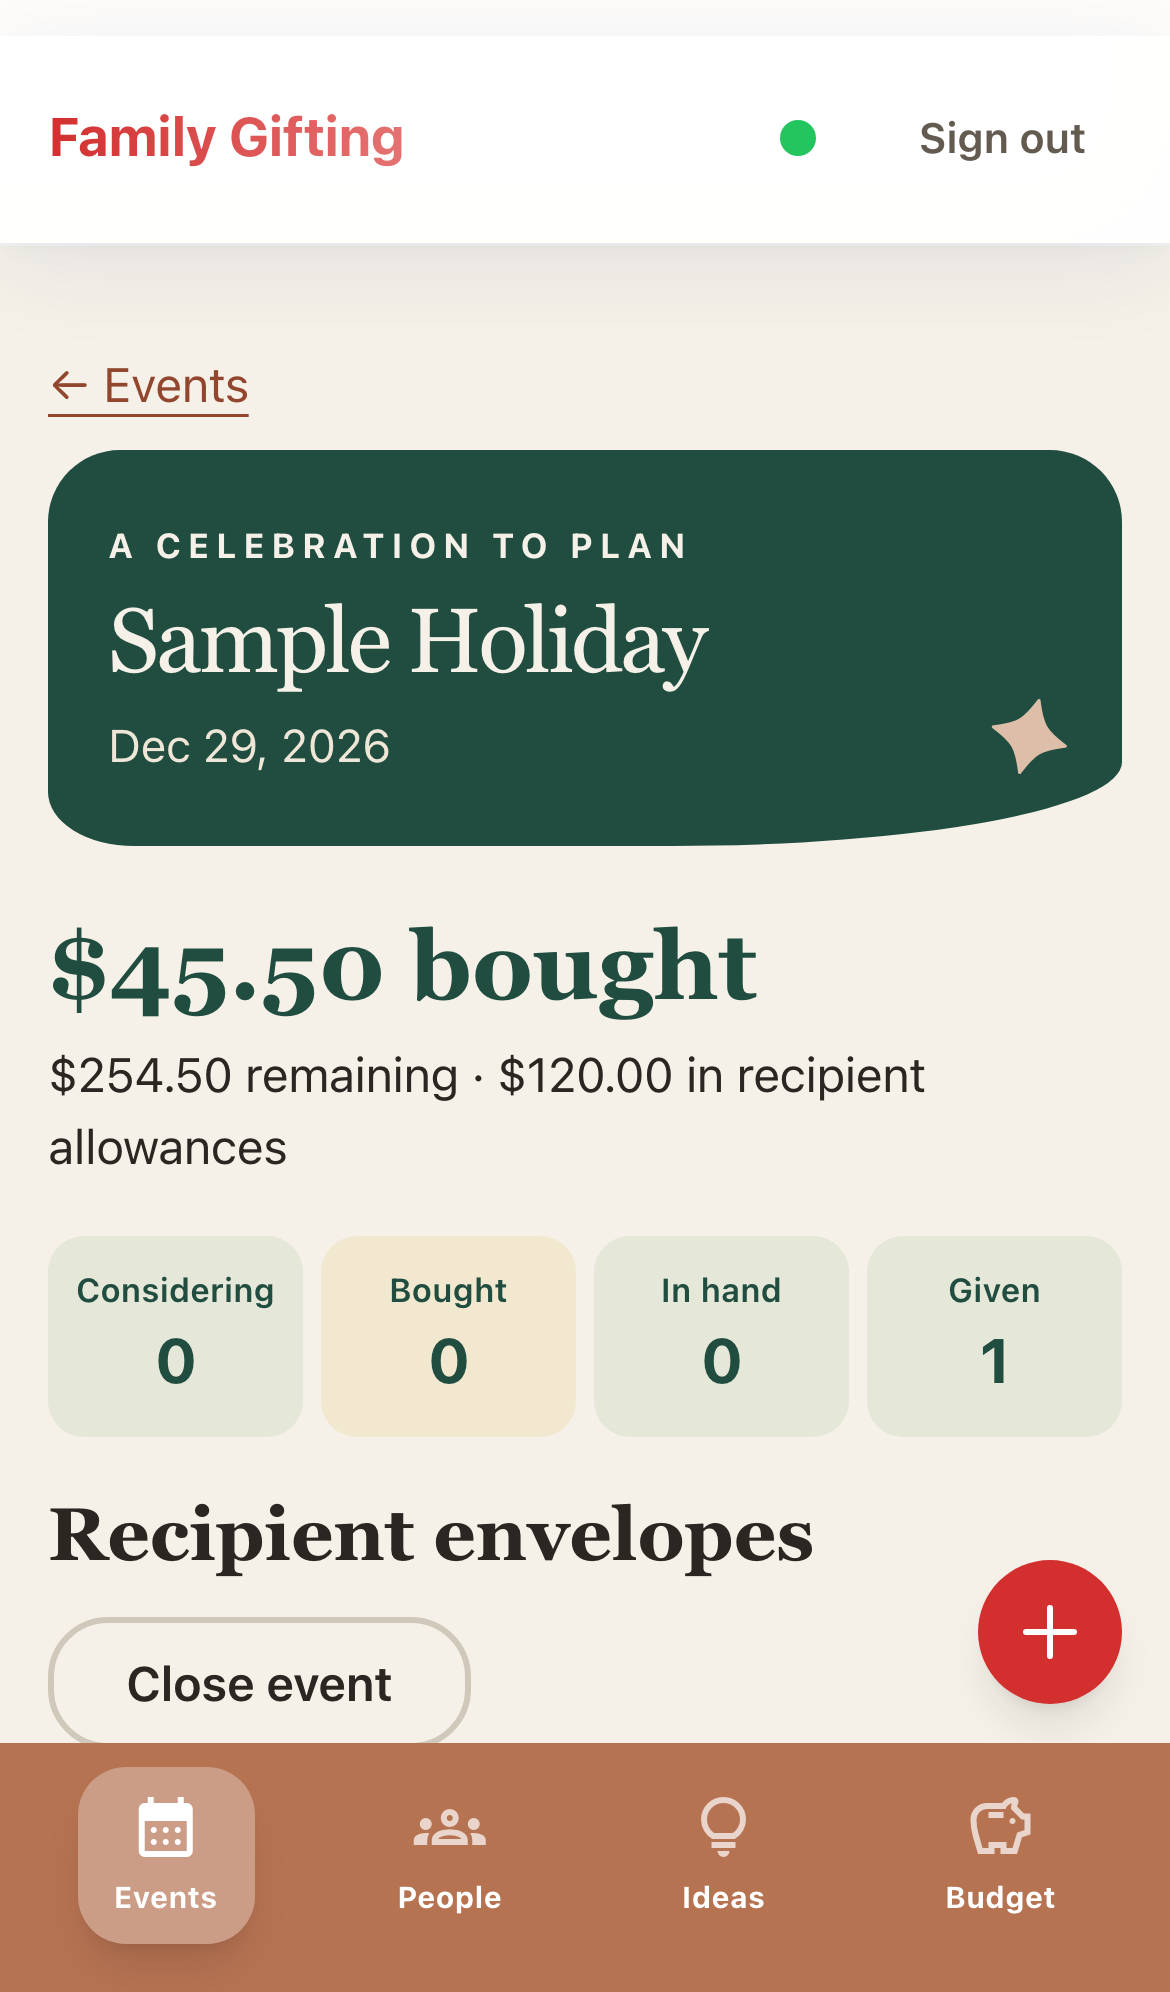 Family Gifting
Sign out
← Events
A CELEBRATION TO PLAN
Sample Holiday
Dec 29, 2026
$45.50 bought
$254.50 remaining · $120.00 in recipient
allowances
Considering
0
Bought
0
In hand
0
Given
1
Recipient envelopes
Close event
Events
People
Ideas
Budget